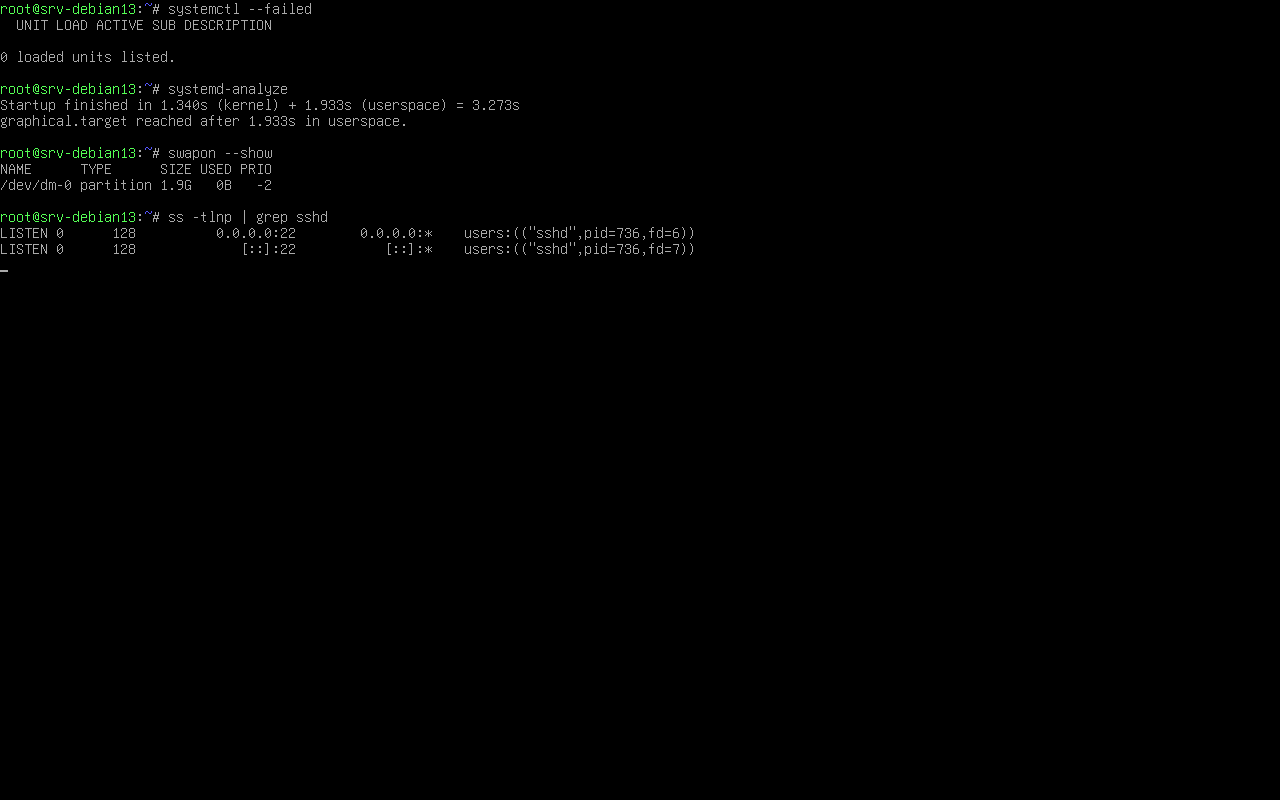 root@srv-debian13:~# systemctl --failed
  UNIT LOAD ACTIVE SUB DESCRIPTION

0 loaded units listed.

root@srv-debian13:~# systemd-analyze
Startup finished in 1.340s (kernel) + 1.933s (userspace) = 3.273s
graphical.target reached after 1.933s in userspace.

root@srv-debian13:~# swapon --show
NAME      TYPE      SIZE USED PRIO
/dev/dm-0 partition 1.9G   0B   -2

root@srv-debian13:~# ss -tlnp | grep sshd
LISTEN 0      128          0.0.0.0:22        0.0.0.0:*    users:(("sshd",pid=736,fd=6))
LISTEN 0      128             [::]:22           [::]:*    users:(("sshd",pid=736,fd=7))